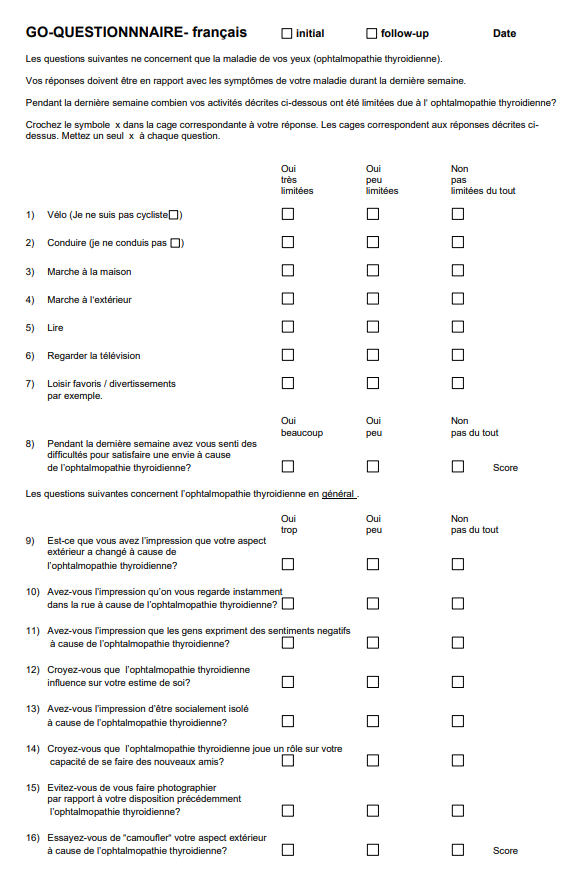 GO-QUESTIONNNAIRE- français ☐ initial ☐ follow-up Date
Les questions suivantes ne concernent que la maladie de vos yeux (ophtalmopathie thyroidienne).
Vos réponses doivent être en rapport avec les symptômes de votre maladie durant la dernière semaine.
Pendant la dernière semaine combien vos activités décrites ci-dessous ont été limitées due à l' ophtalmopathie thyroidienne?
Crochez le symbole x dans la cage correspondante à votre réponse. Les cages correspondent aux réponses décrites ci-
dessus. Mettez un seul x à chaque question.
Oui Oui Non
très peu pas
limitées limitées limitées du tout
1) Vélo (Je ne suis pas cycliste☐) ☐ ☐ ☐
2) Conduire (je ne conduis pas ☐) ☐ ☐ ☐
3) Marche à la maison ☐ ☐ ☐
4) Marche à l'extérieur ☐ ☐ ☐
5) Lire ☐ ☐ ☐
6) Regarder la télévision ☐ ☐ ☐
7) Loisir favoris / divertissements ☐ ☐ ☐
par exemple.
Oui Oui Non
beaucoup peu pas du tout
8) Pendant la dernière semaine avez vous senti des
difficultés pour satisfaire une envie à cause
de l'ophtalmopathie thyroidienne? ☐ ☐ ☐ Score
Les questions suivantes concernent l'ophtalmopathie thyroidienne en général .
Oui Oui Non
trop peu pas du tout
9) Est-ce que vous avez l'impression que votre aspect
extérieur a changé à cause de
l'ophtalmopathie thyroidienne? ☐ ☐ ☐
10) Avez-vous l'impression qu'on vous regarde instamment
dans la rue à cause de l'ophtalmopathie thyroidienne? ☐ ☐ ☐
11) Avez-vous l'impression que les gens expriment des sentiments negatifs
à cause de l'ophtalmopathie thyroidienne? ☐ ☐ ☐
12) Croyez-vous que l'ophtalmopathie thyroidienne
influence sur votre estime de soi? ☐ ☐ ☐
13) Avez-vous l'impression d'être socialement isolé
à cause de l'ophtalmopathie thyroidienne? ☐ ☐ ☐
14) Croyez-vous que l'ophtalmopathie thyroidienne joue un rôle sur votre
capacité de se faire des nouveaux amis? ☐ ☐ ☐
15) Evitez-vous de vous faire photographier
par rapport à votre disposition précédemment
l'ophtalmopathie thyroidienne? ☐ ☐ ☐
16) Essayez-vous de "camoufler" votre aspect extérieur
à cause de l'ophtalmopathie thyroidienne? ☐ ☐ ☐ Score